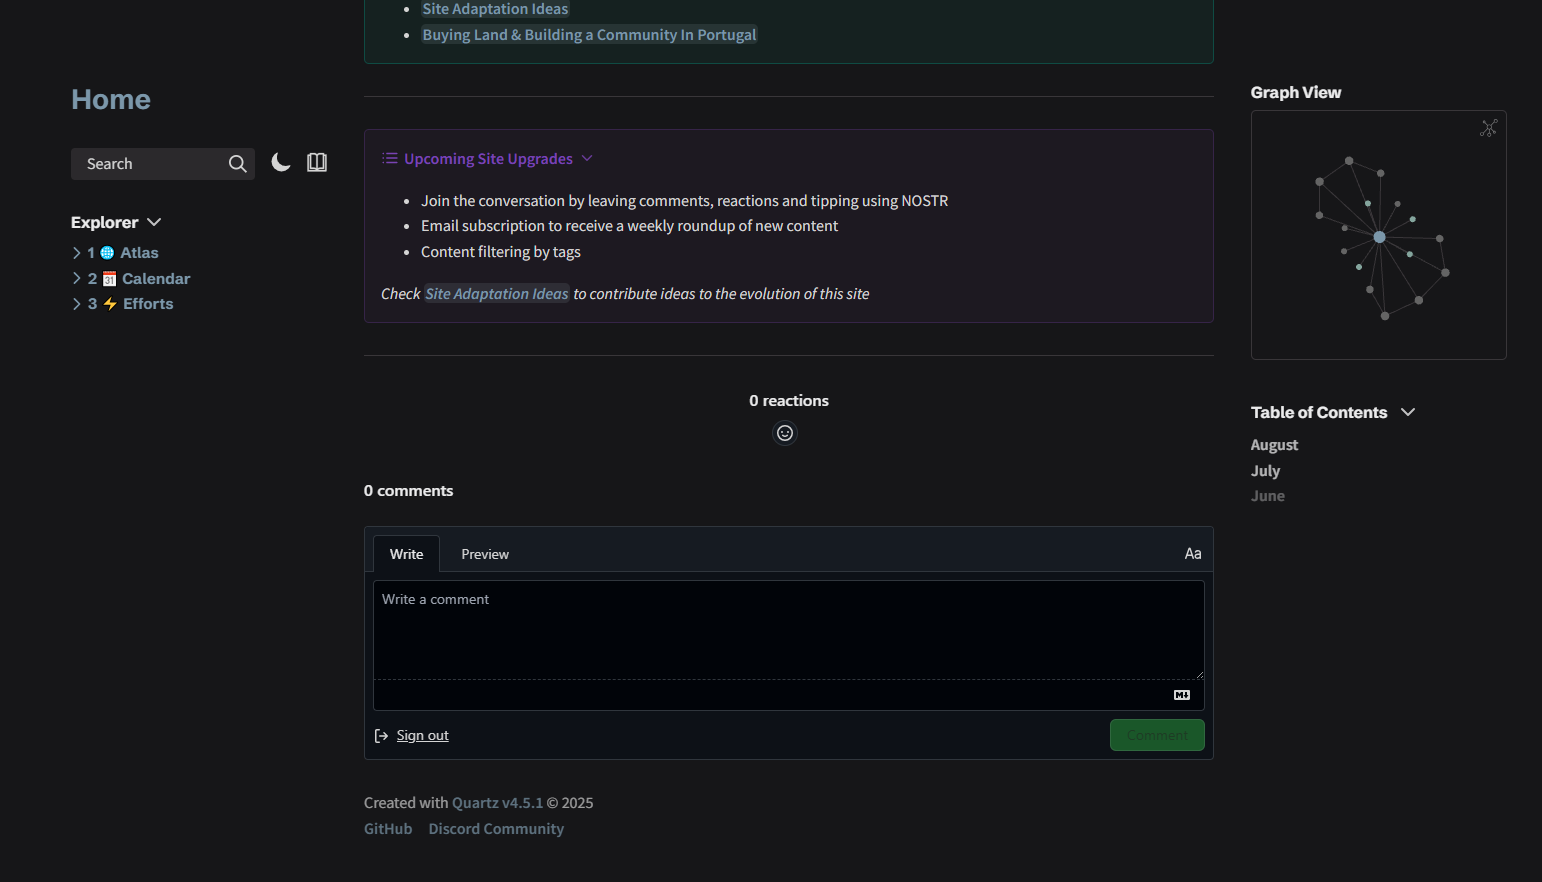 Site Adaptation Ideas
Buying Land & Building a Community In Portugal
Home
Search
Explorer
1 🌐 Atlas
2 📅 Calendar
3 ⚡ Efforts
Upcoming Site Upgrades
Join the conversation by leaving comments, reactions and tipping using NOSTR
Email subscription to receive a weekly roundup of new content
Content filtering by tags
Check Site Adaptation Ideas to contribute ideas to the evolution of this site
0 reactions
0 comments
Write
Preview
Aa
Write a comment
Sign out
Comment
Created with Quartz v4.5.1 © 2025
GitHub
Discord Community
Graph View
Table of Contents
August
July
June